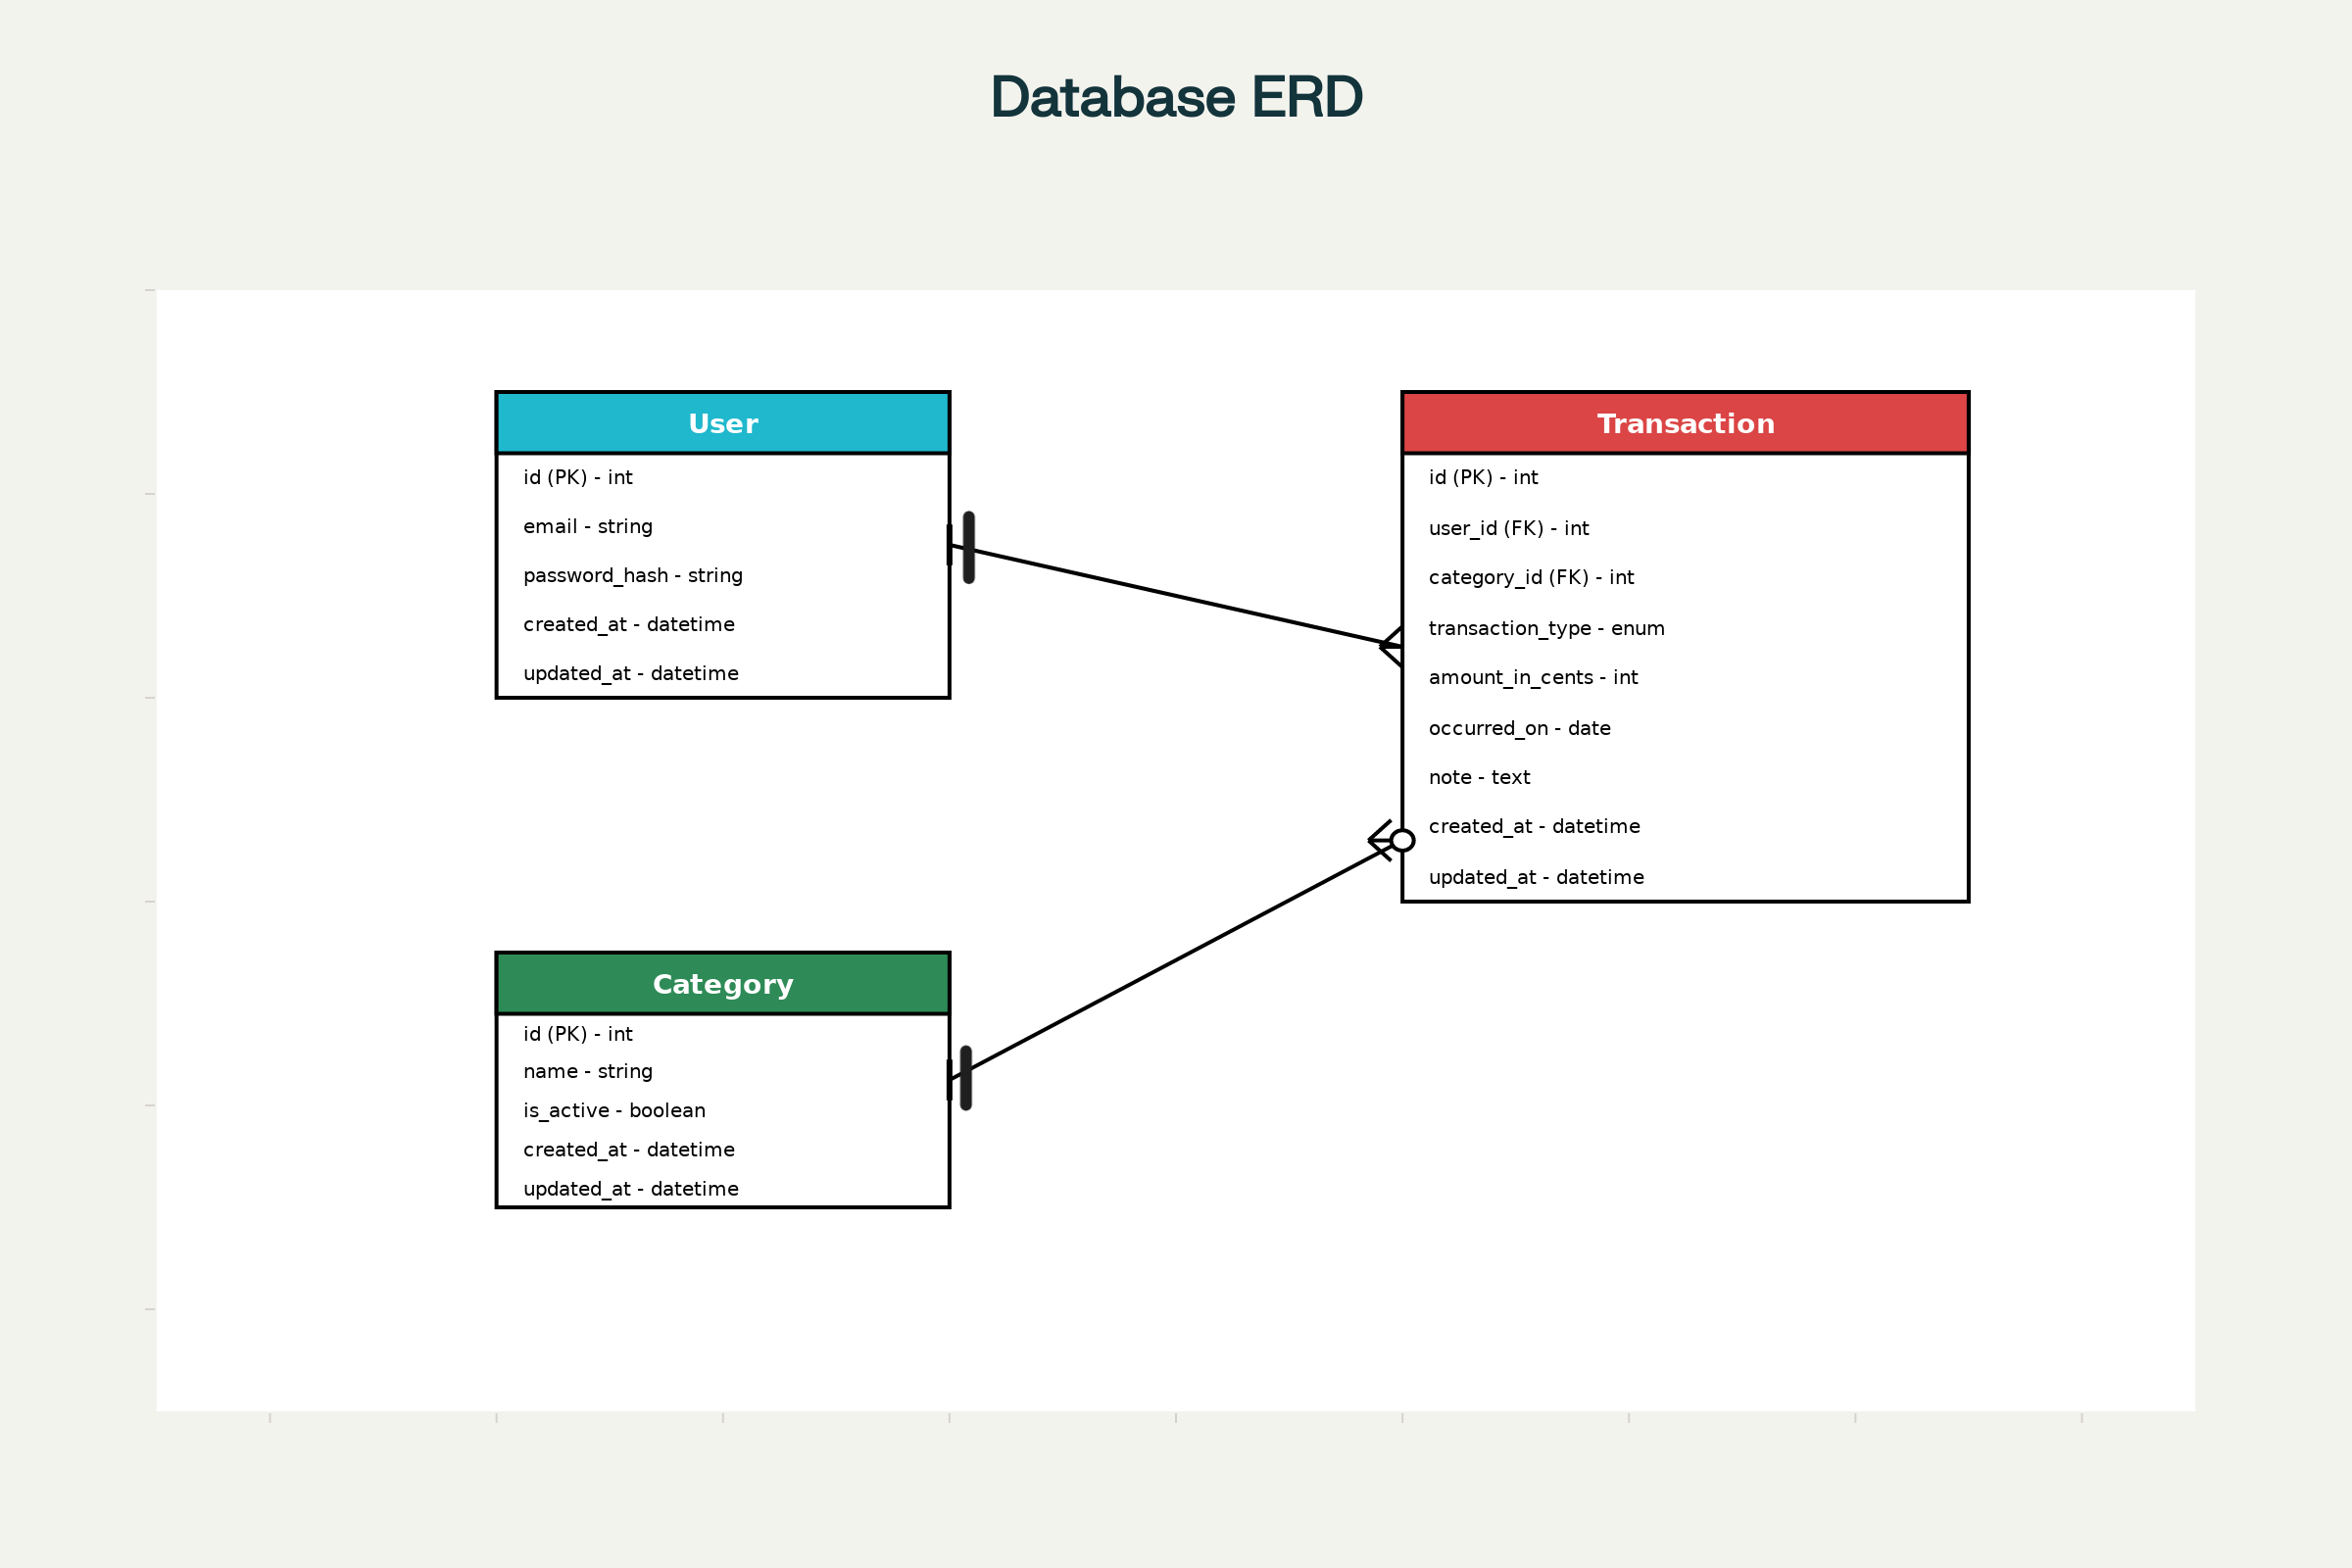 Database ERD
User
id (PK) - int
email - string
password_hash - string
created_at - datetime
updated_at - datetime
Transaction
id (PK) - int
user_id (FK) - int
category_id (FK) - int
transaction_type - enum
amount_in_cents - int
occurred_on - date
note - text
created_at - datetime
updated_at - datetime
Category
id (PK) - int
name - string
is_active - boolean
created_at - datetime
updated_at - datetime